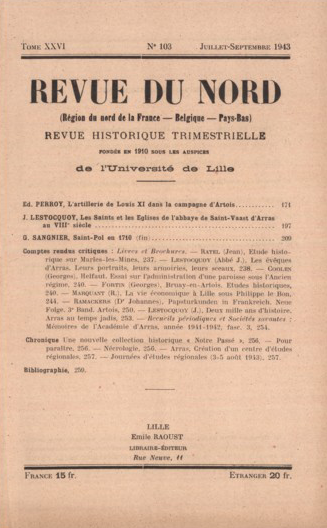 TOME XXVI N° 103 JUILLET-SEPTEMBRE 1943
REVUE DU NORD
(Région du nord de la France — Belgique — Pays-Bas)
REVUE HISTORIQUE TRIMESTRIELLE
FONDÉE EN 1910 SOUS LES AUSPICES
de l'Université de Lille
Ed. PERROY, L'artillerie de Louis XI dans la campagne d'Artois 171
J. LESTOCQUOY, Les Saints et les Eglises de l'abbaye de Saint-Vaast d'Arras
au VIIIe siècle 197
G. SANGNIER, Saint-Pol en 1710 (fin) 209
Comptes rendus critiques : Livres et Brochures. — RATEL (Jean), Etude histo-
rique sur Marles-les-Mines, 237. — LESTOCQUOY (Abbé J.), Les évêques
d'Arras. Leurs portraits, leurs armoiries, leurs sceaux, 238. —
(Georges), Helfaut. Essai sur l'administration d'une paroisse sous l'Ancien
régime, 240. — FORTIS (Georges), Bruay-en-Artois. Etudes historiques,
240. — MARQUANT (R.), La vie économique à Lille sous Philippe le Bon,
244. — RAMACKERS (Dr Johannes), Papsturkunden in Frankreich. Neue
Folge. 3e Band. Artois, 250. — LESTOCQUOY (J.), Deux mille ans d'histoire.
Arras au temps jadis, 253. — Recueils périodiques et Sociétés savantes :
Mémoires de l'Académie d'Arras, année 1941-1942, fasc. 3, 254.
Chronique Une nouvelle collection historique « Notre Passé », 256. — Pour
paraître, 256. — Nécrologie, 256. — Arras, Création d'un centre d'études
régionales, 257. — Journées d'études régionales (3-5 août 1943), 257.
Bibliographie,
LILLE
Emile RAOUST
LIBRAIRE-ÉDITEUR
Rue Neuve, 11
FRANCE 15 fr. ETRANGER 20 fr.